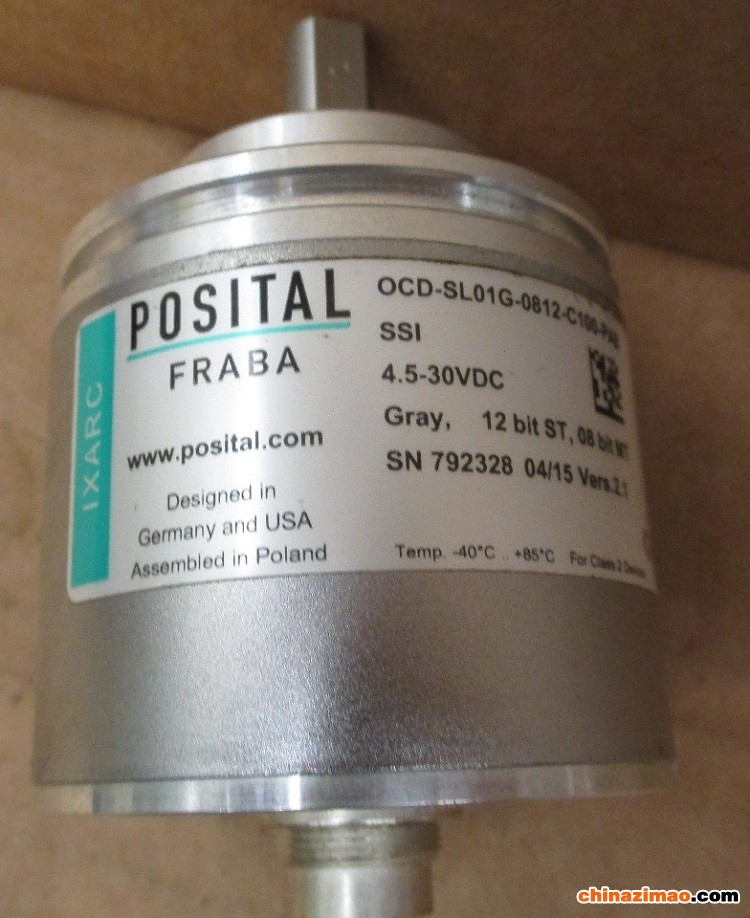 IXARC
POSITAL
FRABA
www.posital.com
Designed in
Germany and USA
Assembled in Poland
OCD-SL01G-0812-C100-PAB
SSI
4.5-30VDC
Gray, 12 bit ST, 08 bit MT
SN 792328 04/15 Vers.2.1
Temp. -40°C .. +85°C For Class 2 Devices
chinazimao.com